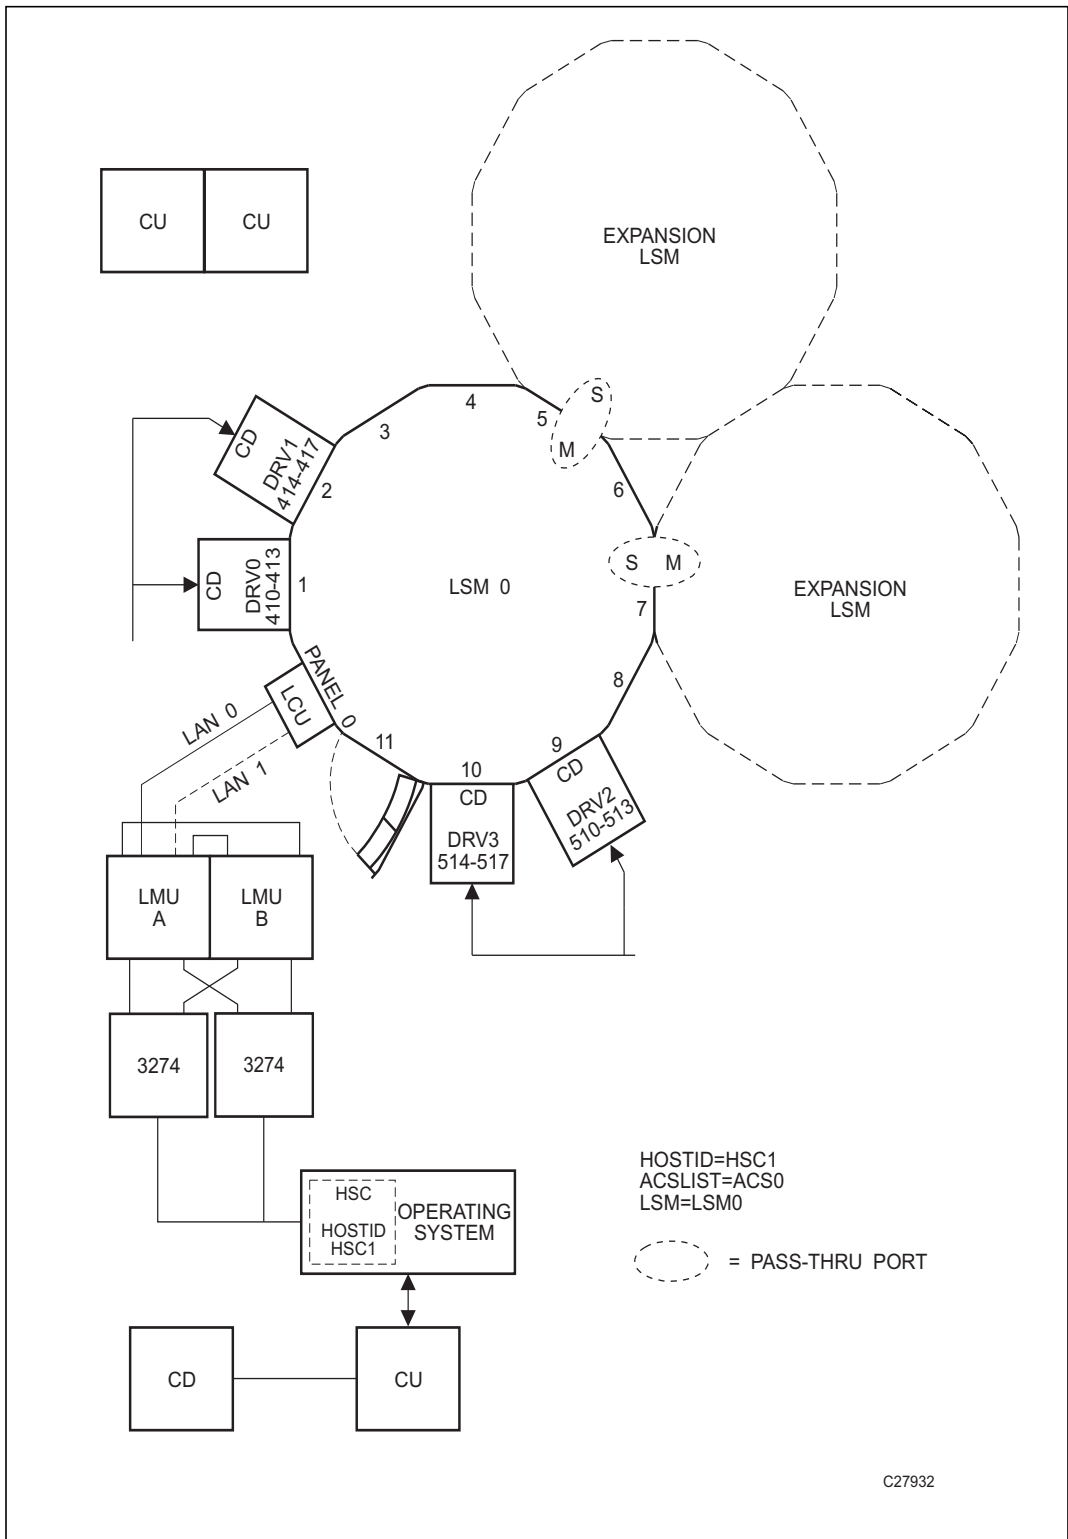 EXPANSION
LSM
CU
CU
4
5
S
M
3
CD
DRV1
414-417
2
6
CD
DRV0
410-413
1
LSM 0
S M
EXPANSION
LSM
7
PANEL 0
LCU
8
LAN 0
LAN 1
11
10
9
CD
DRV3
514-517
CD
DRV2
510-513
LMU
A
LMU
B
3274
3274
HSC
HOSTID
HSC1
OPERATING
SYSTEM
HOSTID=HSC1
ACSLIST=ACS0
LSM=LSM0
= PASS-THRU PORT
CD
CU
C27932